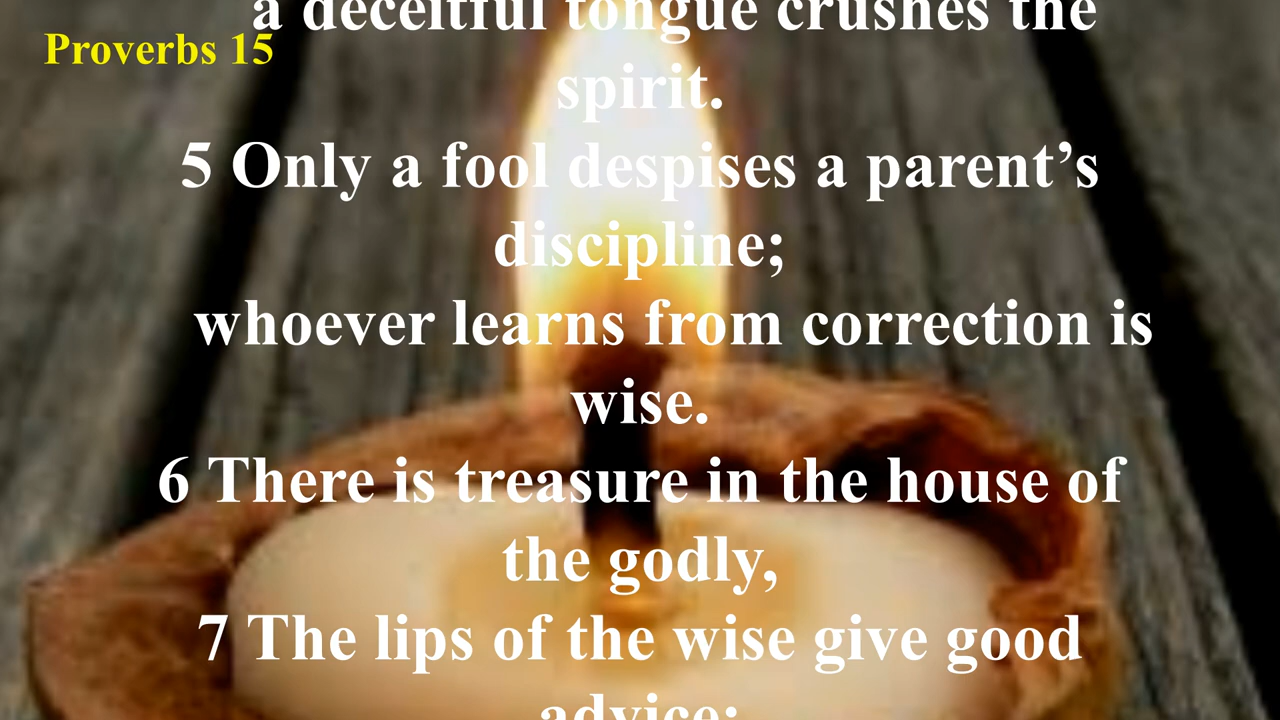 a deceitful tongue crushes the
Proverbs 15
spirit.
5 Only a fool despises a parent’s
discipline;
whoever learns from correction is
wise.
6 There is treasure in the house of
the godly,
7 The lips of the wise give good
advice;